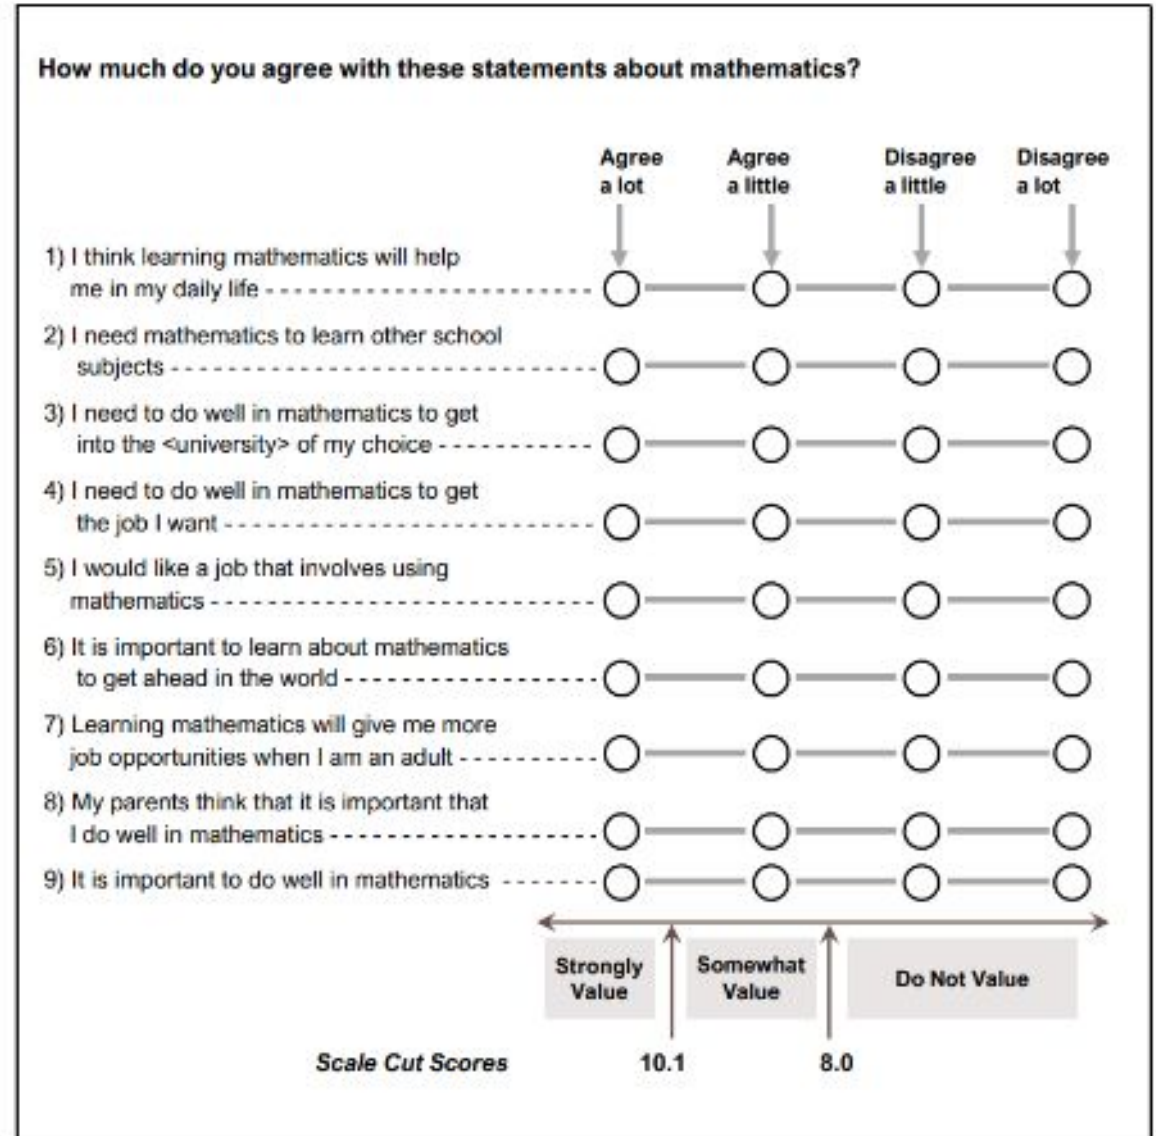 How much do you agree with these statements about mathematics?
Agree a lot
Agree a little
Disagree a little
Disagree a lot
1) I think learning mathematics will help
me in my daily life
2) I need mathematics to learn other school
subjects
3) I need to do well in mathematics to get
into the <university> of my choice
4) I need to do well in mathematics to get
the job I want
5) I would like a job that involves using
mathematics
6) It is important to learn about mathematics
to get ahead in the world
7) Learning mathematics will give me more
job opportunities when I am an adult
8) My parents think that it is important that
I do well in mathematics
9) It is important to do well in mathematics
Strongly
Value
Somewhat
Value
Do Not Value
Scale Cut Scores 10.1 8.0